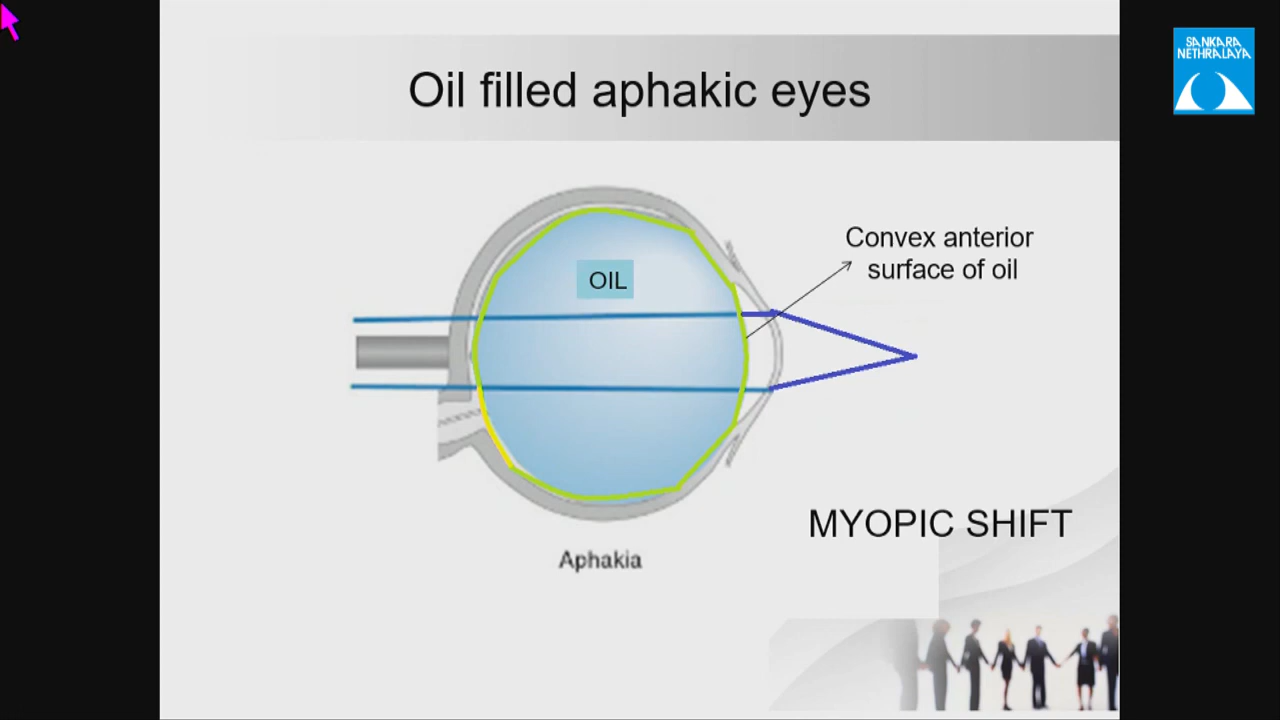 SANKARA
NETHRALAYA
Oil filled aphakic eyes
Convex anterior
surface of oil
OIL
MYOPIC SHIFT
Aphakia